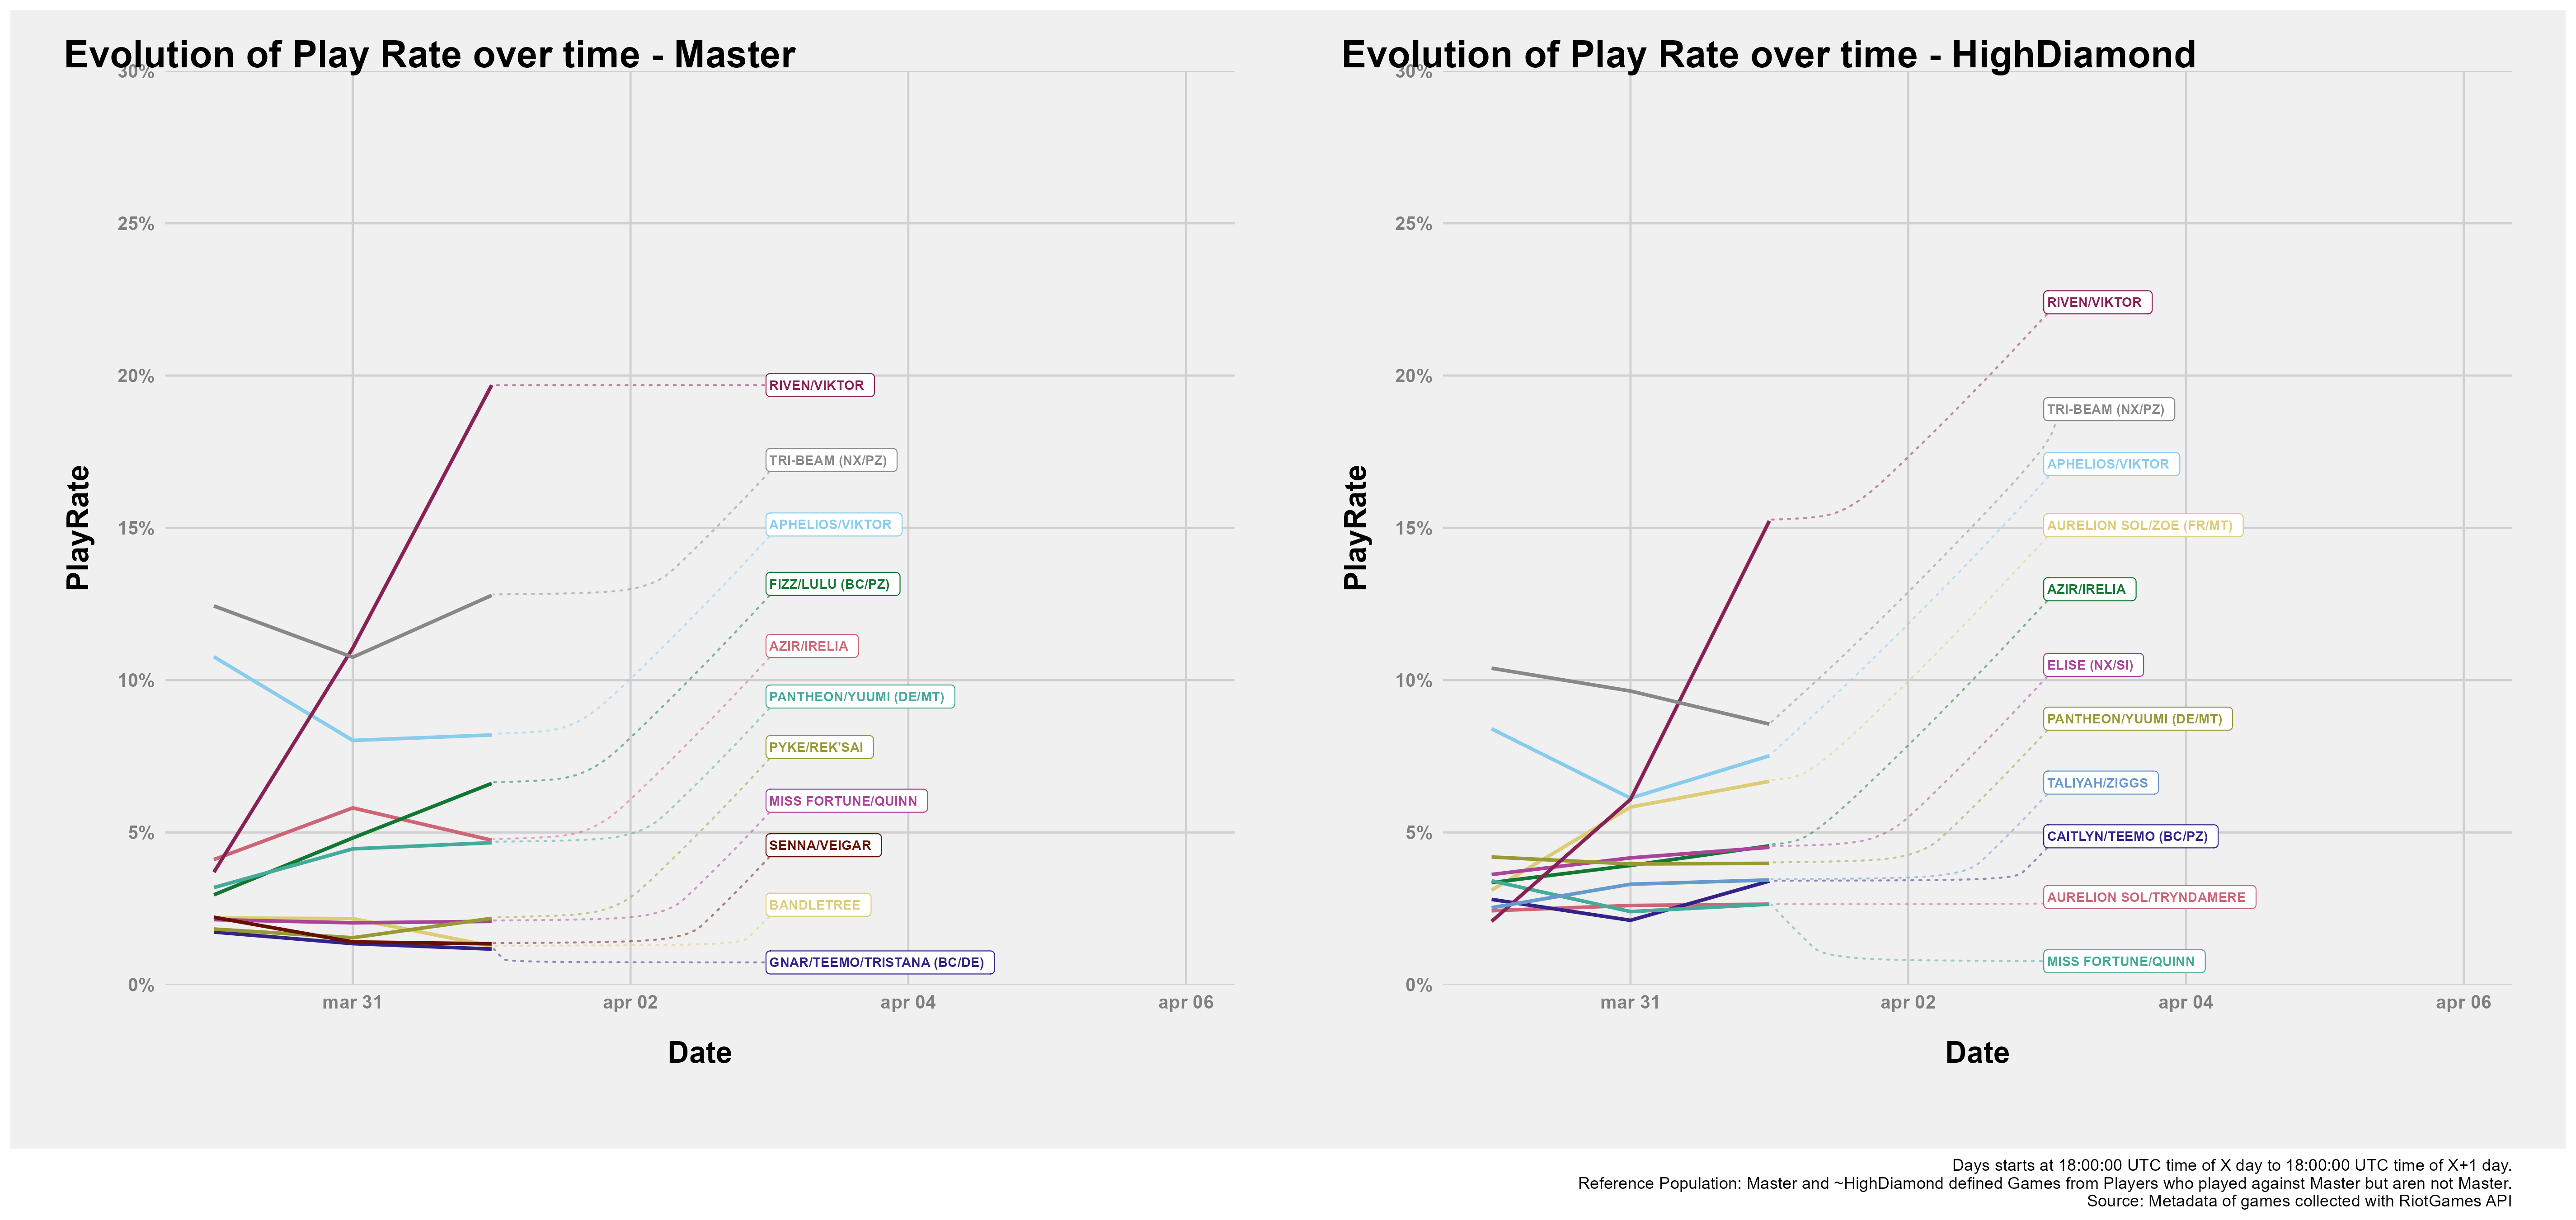 Evolution of Play Rate over time - Master
30%
25%
20%
15%
10%
5%
0%
PlayRate
RIVEN/VIKTOR
TRI-BEAM (NX/PZ)
APHELIOS/VIKTOR
FIZZ/LULU (BC/PZ)
AZIR/IRELIA
PANTHEON/YUUMI (DE/MT)
PYKE/REK'SAI
MISS FORTUNE/QUINN
SENNA/VEIGAR
BANDLETREE
GNAR/TEEMO/TRISTANA (BC/DE)
mar 31 apr 02 apr 04 apr 06
Date
Evolution of Play Rate over time - HighDiamond
30%
25%
20%
15%
10%
5%
0%
PlayRate
RIVEN/VIKTOR
TRI-BEAM (NX/PZ)
APHELIOS/VIKTOR
AURELION SOL/ZOE (FR/MT)
AZIR/IRELIA
ELISE (NX/SI)
PANTHEON/YUUMI (DE/MT)
TALIYAH/ZIGGS
CAITLYN/TEEMO (BC/PZ)
AURELION SOL/TRYNDAMERE
MISS FORTUNE/QUINN
mar 31 apr 02 apr 04 apr 06
Date
Days starts at 18:00:00 UTC time of X day to 18:00:00 UTC time of X+1 day.
Reference Population: Master and ~HighDiamond defined Games from Players who played against Master but aren not Master.
Source: Metadata of games collected with RiotGames API